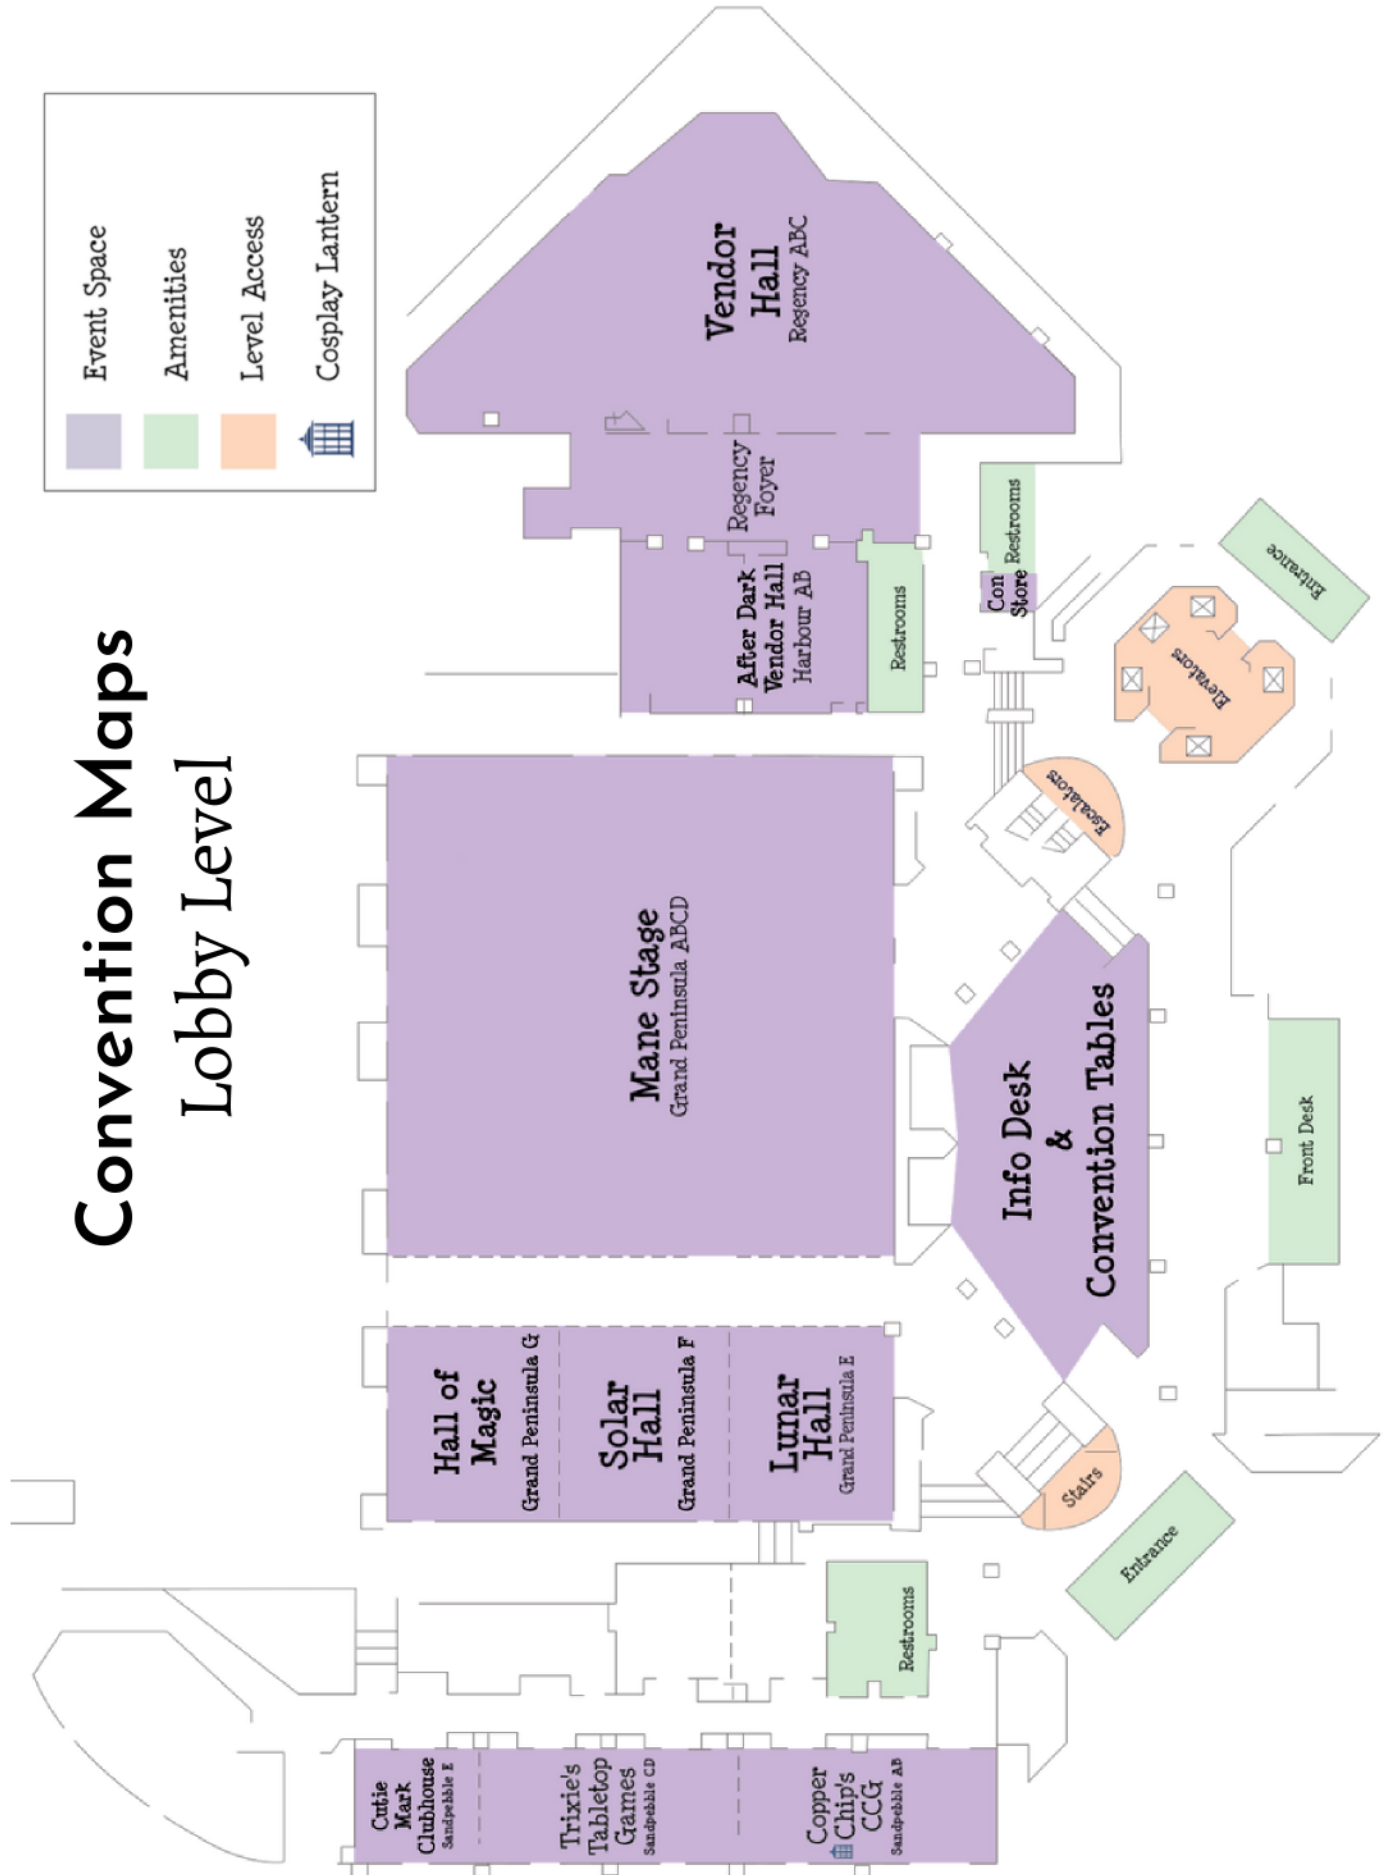 Convention Maps
Lobby Level
Event Space
Amenities
Level Access
Cosplay Lantern
Cutie
Mark
Clubhouse
Sandpebble E
Trixie's
Tabletop
Games
Sandpebble CD
Copper
Chip's
CCG
Sandpebble AB
Restrooms
Hall of
Magic
Grand Peninsula G
Solar
Hall
Grand Peninsula F
Lunar
Hall
Grand Peninsula E
Mane Stage
Grand Peninsula ABCD
After Dark
Vendor Hall
Harbour AB
Regency
Foyer
Vendor
Hall
Regency ABC
Restrooms
Con
Store
Restrooms
Info Desk
&
Convention Tables
Stairs
Escalators
Elevators
Entrance
Entrance
Front Desk